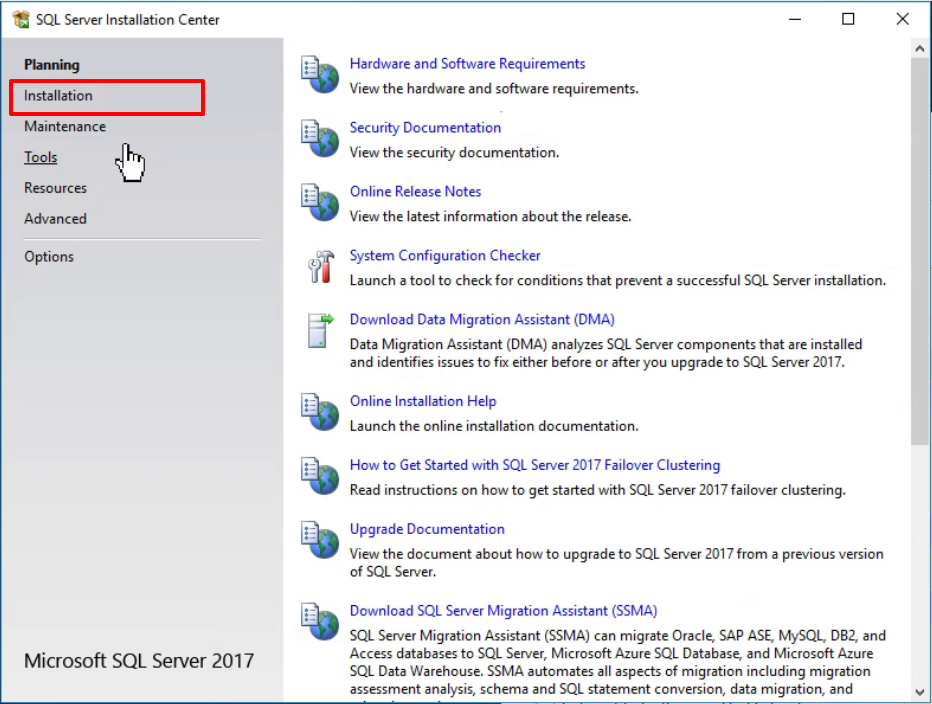 SQL Server Installation Center
Planning
Installation
Maintenance
Tools
Resources
Advanced
Options
Microsoft SQL Server 2017
Hardware and Software Requirements
View the hardware and software requirements.
Security Documentation
View the security documentation.
Online Release Notes
View the latest information about the release.
System Configuration Checker
Launch a tool to check for conditions that prevent a successful SQL Server installation.
Download Data Migration Assistant (DMA)
Data Migration Assistant (DMA) analyzes SQL Server components that are installed
and identifies issues to fix either before or after you upgrade to SQL Server 2017.
Online Installation Help
Launch the online installation documentation.
How to Get Started with SQL Server 2017 Failover Clustering
Read instructions on how to get started with SQL Server 2017 failover clustering.
Upgrade Documentation
View the document about how to upgrade to SQL Server 2017 from a previous version
of SQL Server.
Download SQL Server Migration Assistant (SSMA)
SQL Server Migration Assistant (SSMA) can migrate Oracle, SAP ASE, MySQL, DB2, and
Access databases to SQL Server, Microsoft Azure SQL Database, and Microsoft Azure
SQL Data Warehouse. SSMA automates all aspects of migration including migration
assessment analysis, schema and SQL statement conversion, data migration, and